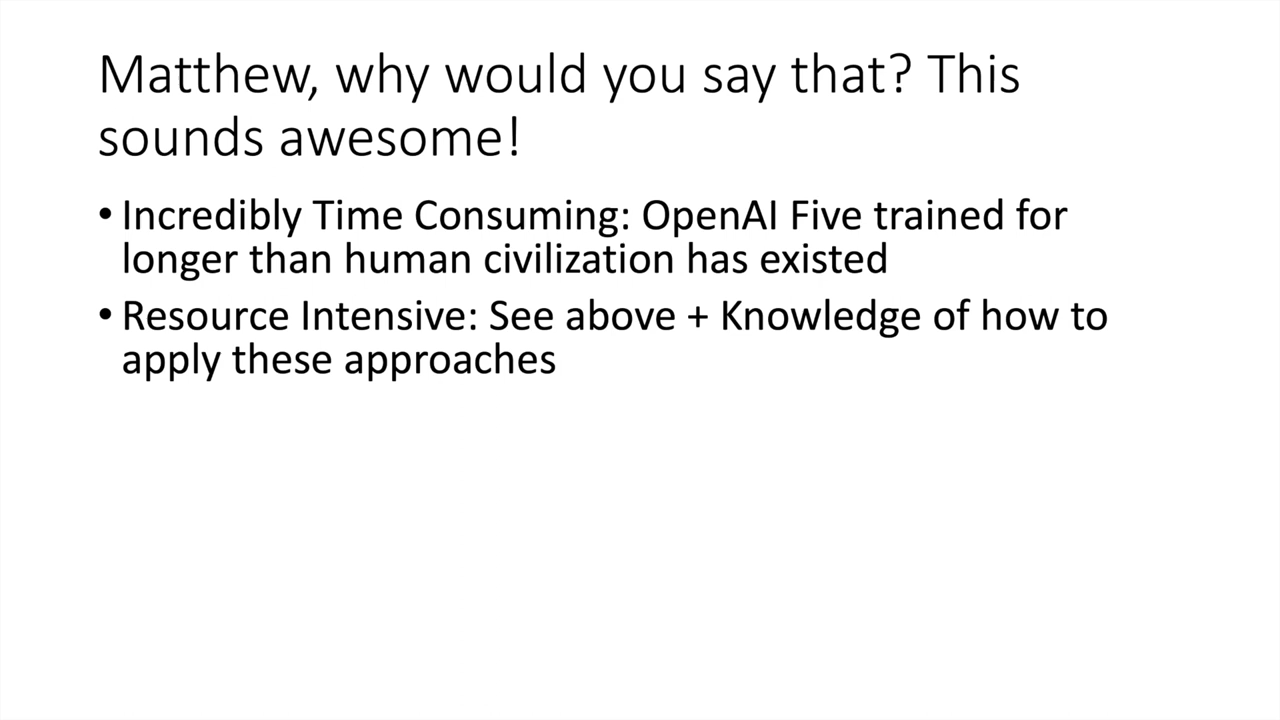 Matthew, why would you say that? This
sounds awesome!
• Incredibly Time Consuming: OpenAI Five trained for
longer than human civilization has existed
• Resource Intensive: See above + Knowledge of how to
apply these approaches